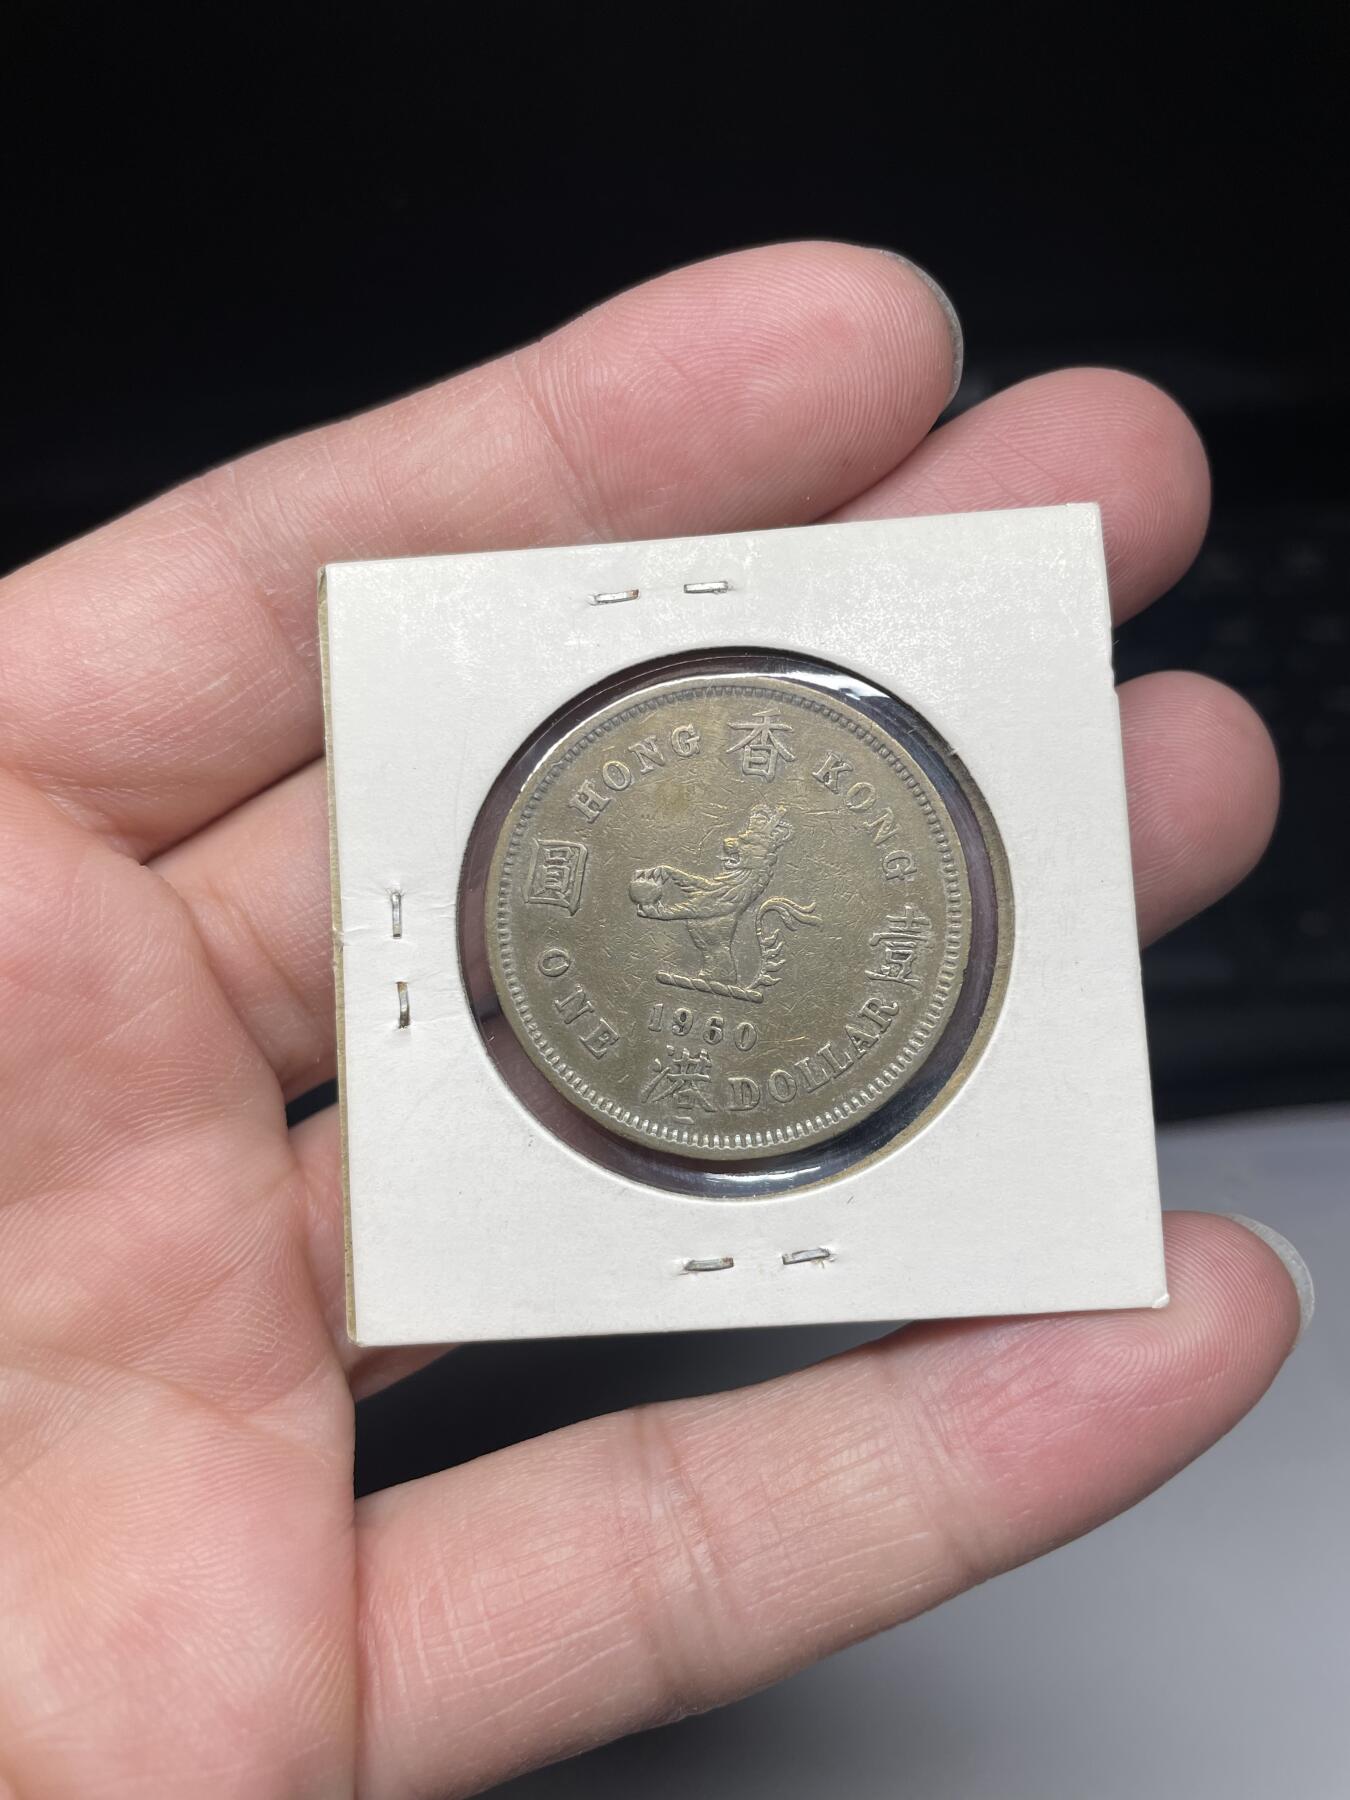 HONG 香 KONG
圓 壹
1960
ONE 港 DOLLAR